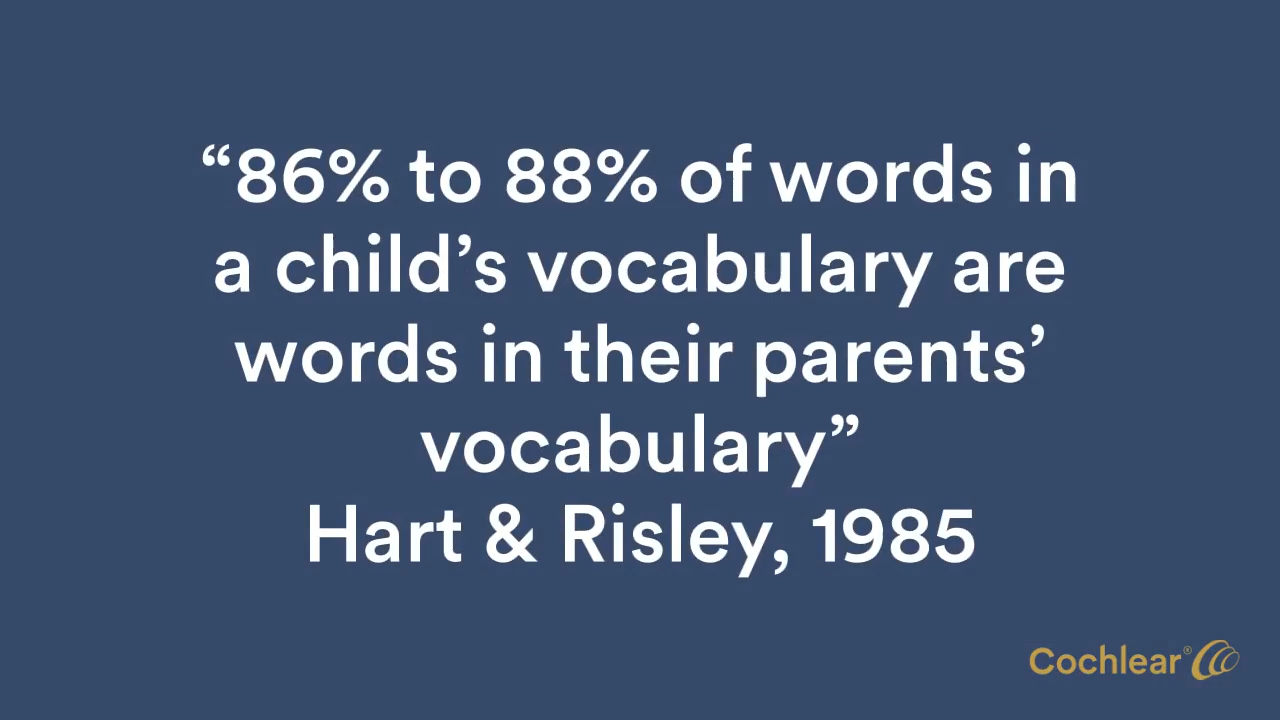 “86% to 88% of words in
a child’s vocabulary are
words in their parents’
vocabulary”
Hart & Risley, 1985
Cochlear®